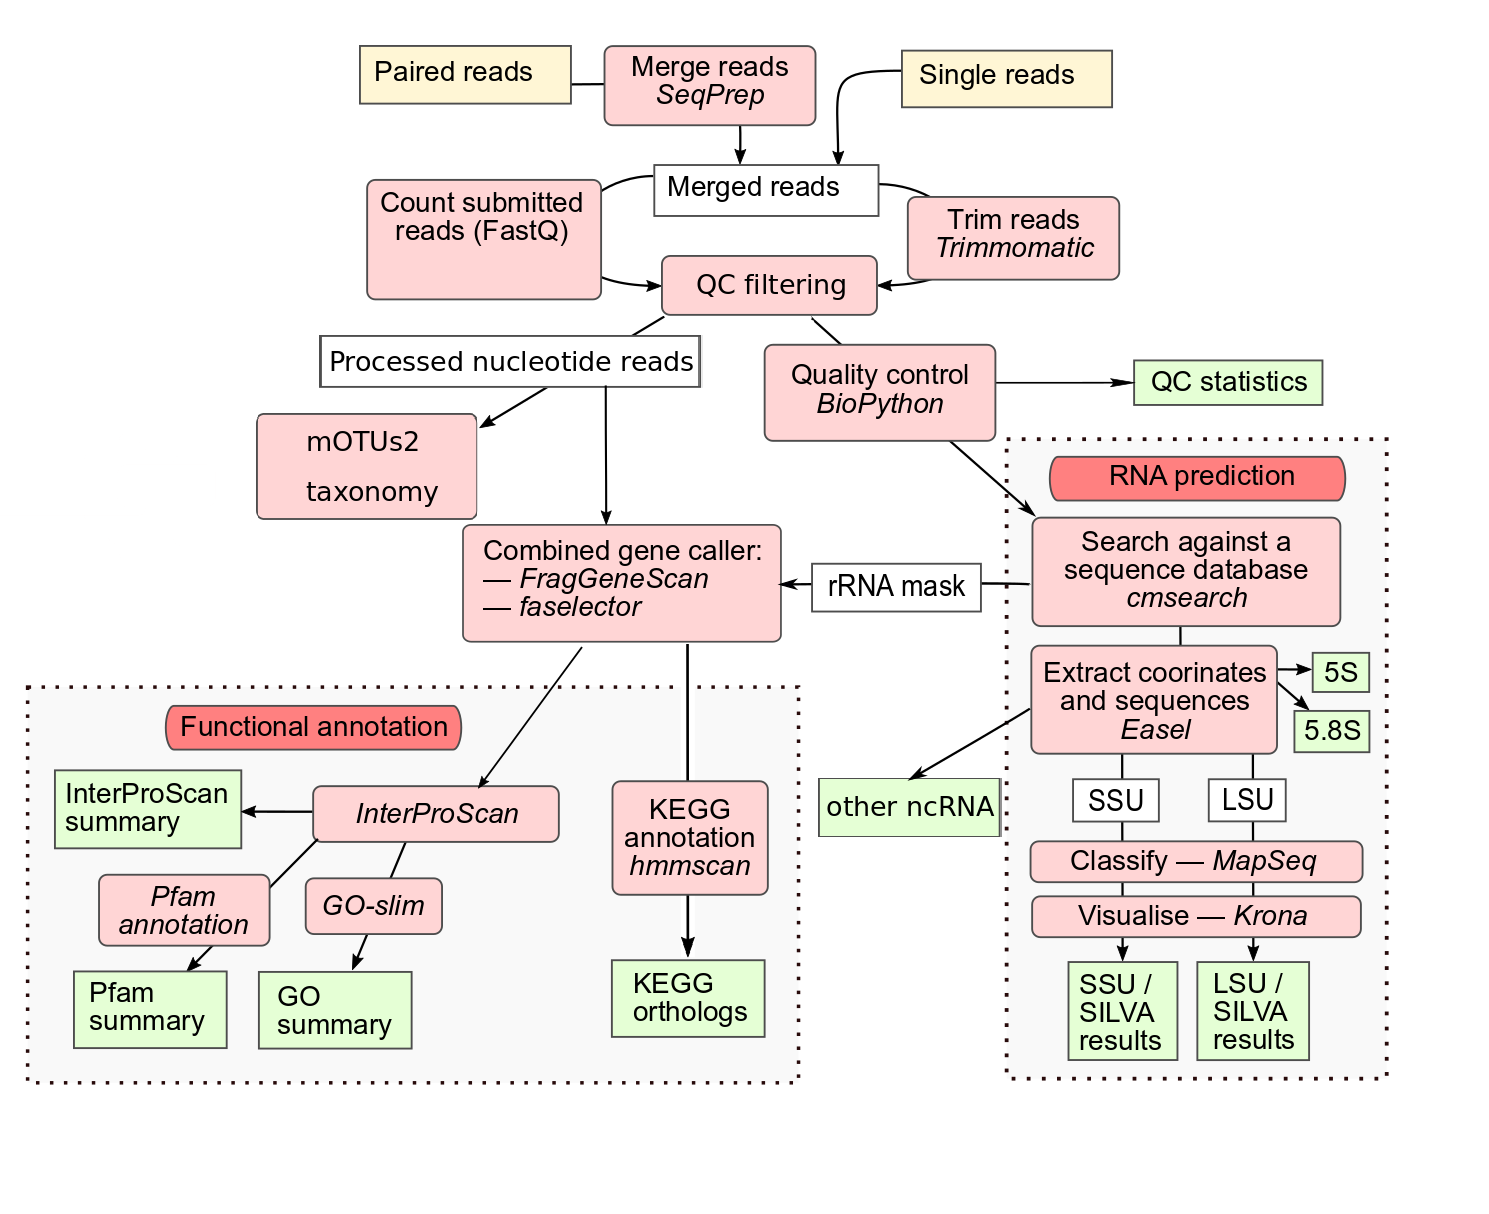 Paired reads
Merge reads
SeqPrep
Single reads
Merged reads
Count submitted
reads (FastQ)
Trim reads
Trimmomatic
QC filtering
Processed nucleotide reads
Quality control
BioPython
QC statistics
mOTUs2
taxonomy
RNA prediction
Combined gene caller:
— FragGeneScan
— faselector
rRNA mask
Search against a
sequence database
cmsearch
Extract coorinates
and sequences
Easel
5S
5.8S
other ncRNA
SSU
LSU
Classify — MapSeq
Visualise — Krona
SSU /
SILVA
results
LSU /
SILVA
results
Functional annotation
InterProScan
summary
InterProScan
KEGG
annotation
hmmscan
Pfam
annotation
GO-slim
Pfam
summary
GO
summary
KEGG
orthologs